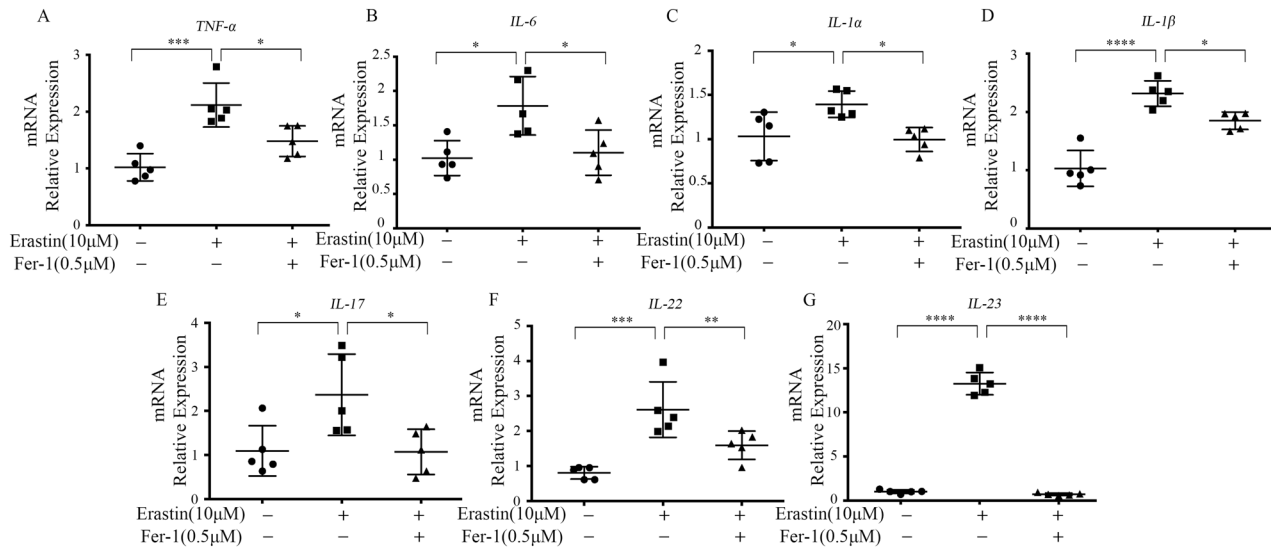 A
TNF-α
***
*
mRNA
Relative Expression
3
2
1
0
Erastin(10μM)
– + +
Fer-1(0.5μM)
– – +
B
IL-6
*
*
mRNA
Relative Expression
2.5
2
1.5
1
0.5
0
Erastin(10μM)
– + +
Fer-1(0.5μM)
– – +
C
IL-1α
*
*
mRNA
Relative Expression
2
1.5
1
0.5
0
Erastin(10μM)
– + +
Fer-1(0.5μM)
– – +
D
IL-1β
****
*
mRNA
Relative Expression
3
2
1
0
Erastin(10μM)
– + +
Fer-1(0.5μM)
– – +
E
IL-17
*
*
mRNA
Relative Expression
4
3
2
1
0
Erastin(10μM)
– + +
Fer-1(0.5μM)
– – +
F
IL-22
***
**
mRNA
Relative Expression
5
4
3
2
1
0
Erastin(10μM)
– + +
Fer-1(0.5μM)
– – +
G
IL-23
****
****
mRNA
Relative Expression
20
15
10
5
0
Erastin(10μM)
– + +
Fer-1(0.5μM)
– – +